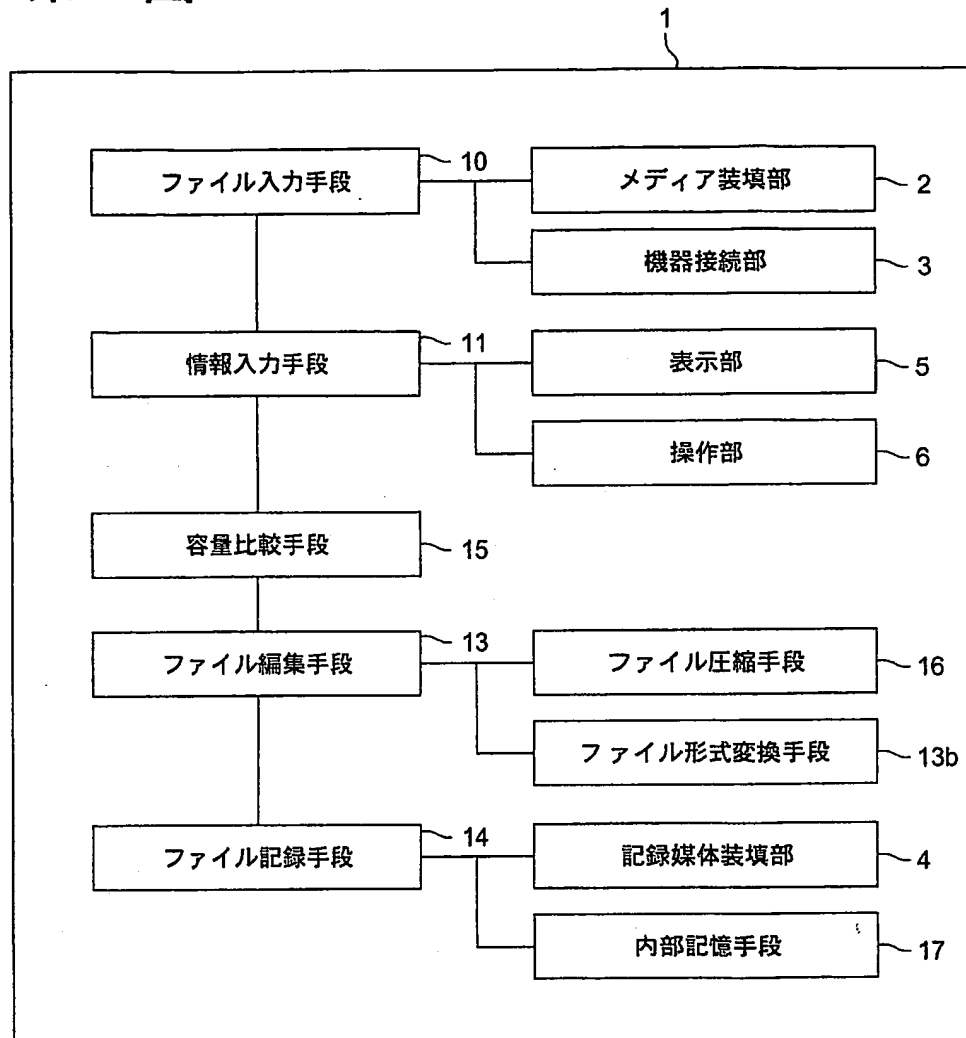 1
ファイル入力手段 10 メディア装填部 2
機器接続部 3
情報入力手段 11 表示部 5
操作部 6
容量比較手段 15
ファイル編集手段 13 ファイル圧縮手段 16
ファイル形式変換手段 13b
ファイル記録手段 14 記録媒体装填部 4
内部記憶手段 17